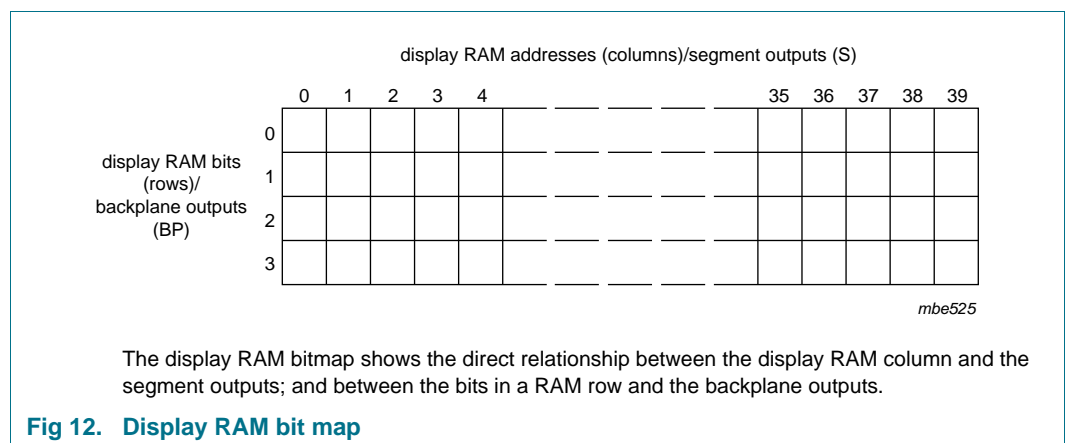 display RAM addresses (columns)/segment outputs (S)
0 1 2 3 4 35 36 37 38 39
0
display RAM bits
(rows)/
backplane outputs
(BP)
1
2
3
mbe525
The display RAM bitmap shows the direct relationship between the display RAM column and the
segment outputs; and between the bits in a RAM row and the backplane outputs.
Fig 12. Display RAM bit map